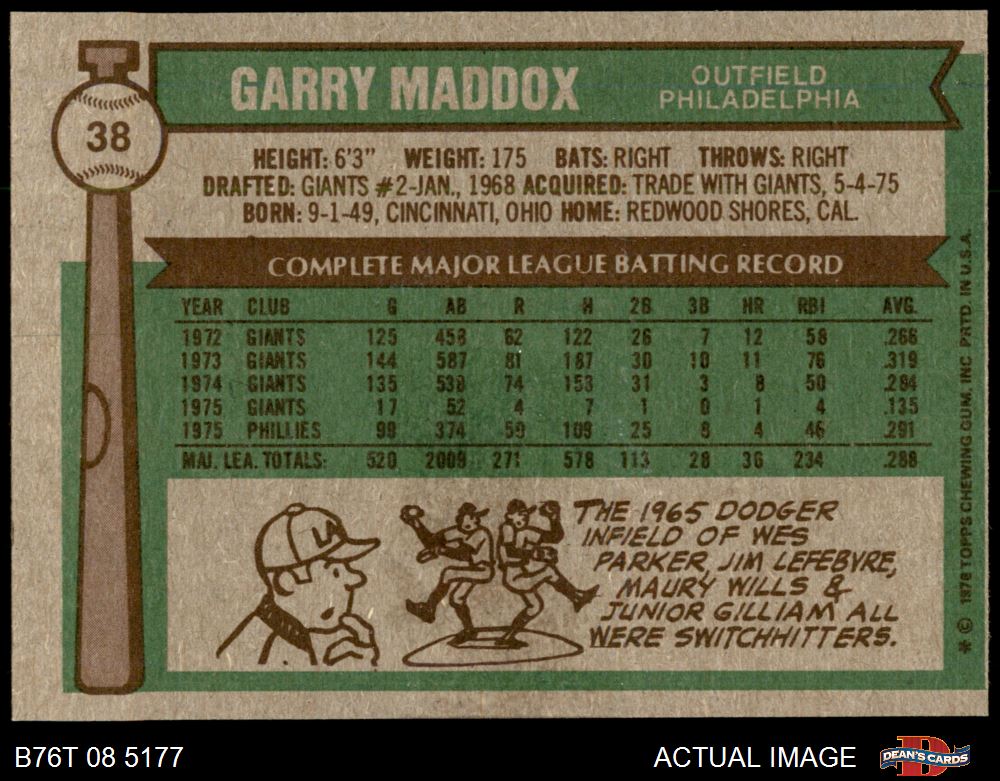 38
GARRY MADDOX
OUTFIELD
PHILADELPHIA
HEIGHT: 6'3" WEIGHT: 175 BATS: RIGHT THROWS: RIGHT
DRAFTED: GIANTS #2-JAN., 1968 ACQUIRED: TRADE WITH GIANTS, 5-4-75
BORN: 9-1-49, CINCINNATI, OHIO HOME: REDWOOD SHORES, CAL.
COMPLETE MAJOR LEAGUE BATTING RECORD
YEAR CLUB G AB R H 2B 3B HR RBI AVG.
1972 GIANTS 125 458 62 122 26 7 12 58 .266
1973 GIANTS 144 587 81 187 30 10 11 76 .319
1974 GIANTS 135 538 74 153 31 3 8 50 .284
1975 GIANTS 17 52 4 7 1 0 1 4 .135
1975 PHILLIES 99 374 50 109 25 8 4 46 .291
MAJ. LEA. TOTALS: 520 2009 271 578 113 28 36 234 .288
LA
THE 1965 DODGER
INFIELD OF WES
PARKER, JIM LEFEBVRE,
MAURY WILLS &
JUNIOR GILLIAM ALL
WERE SWITCHHITTERS.
* © 1976 TOPPS CHEWING GUM, INC PRTD. IN U.S.A.
B76T 08 5177
ACTUAL IMAGE
D
DEAN'S CARDS